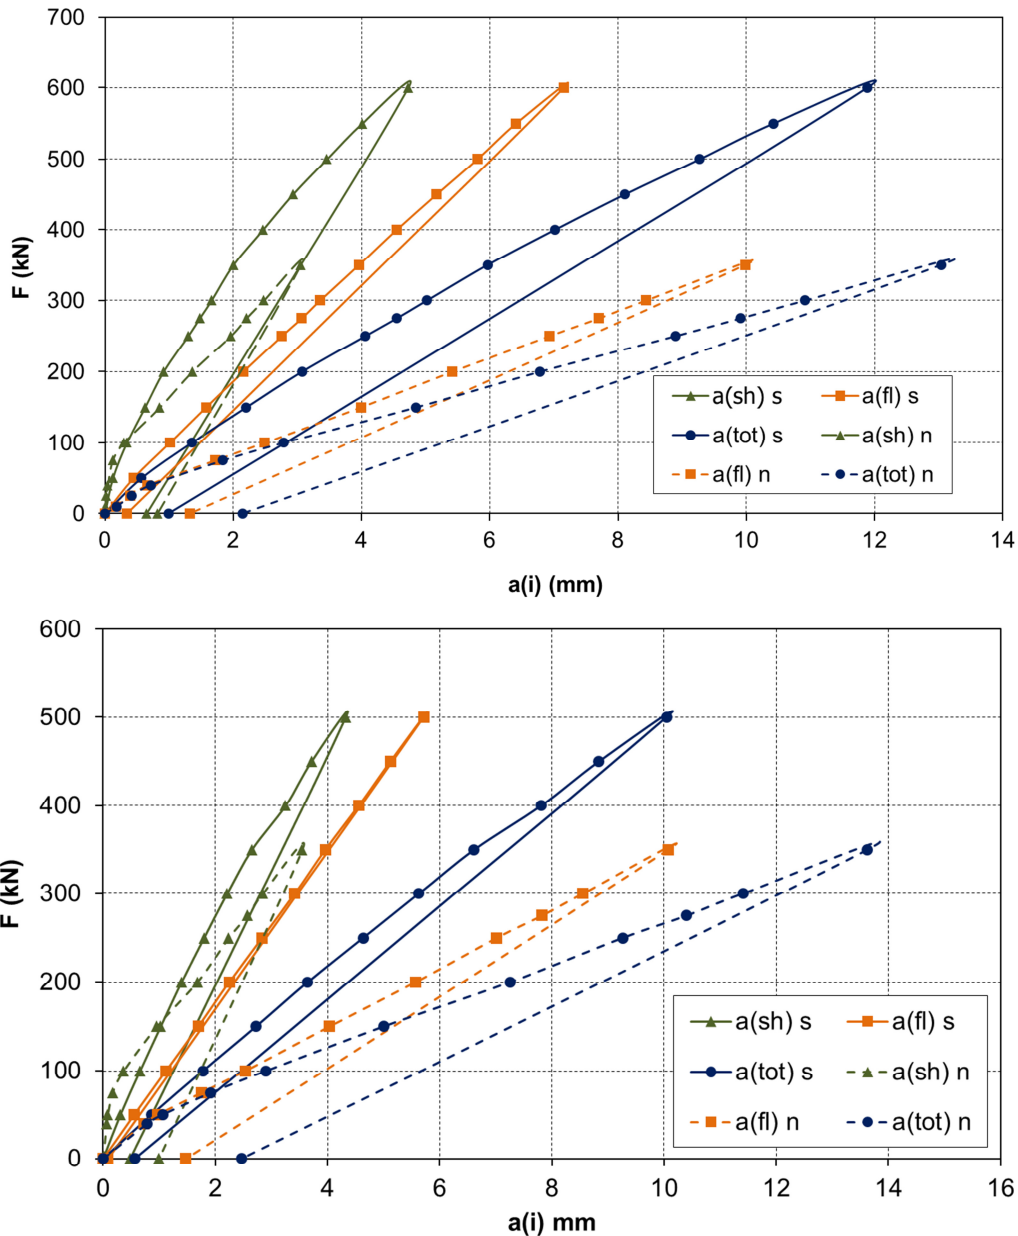 700
600
500
400
300
200
100
0
F (kN)
0 2 4 6 8 10 12 14
a(i) (mm)
a(sh) s a(fl) s
a(tot) s a(sh) n
a(fl) n a(tot) n
600
500
400
300
200
100
0
F (kN)
0 2 4 6 8 10 12 14 16
a(i) mm
a(sh) s a(fl) s
a(tot) s a(sh) n
a(fl) n a(tot) n